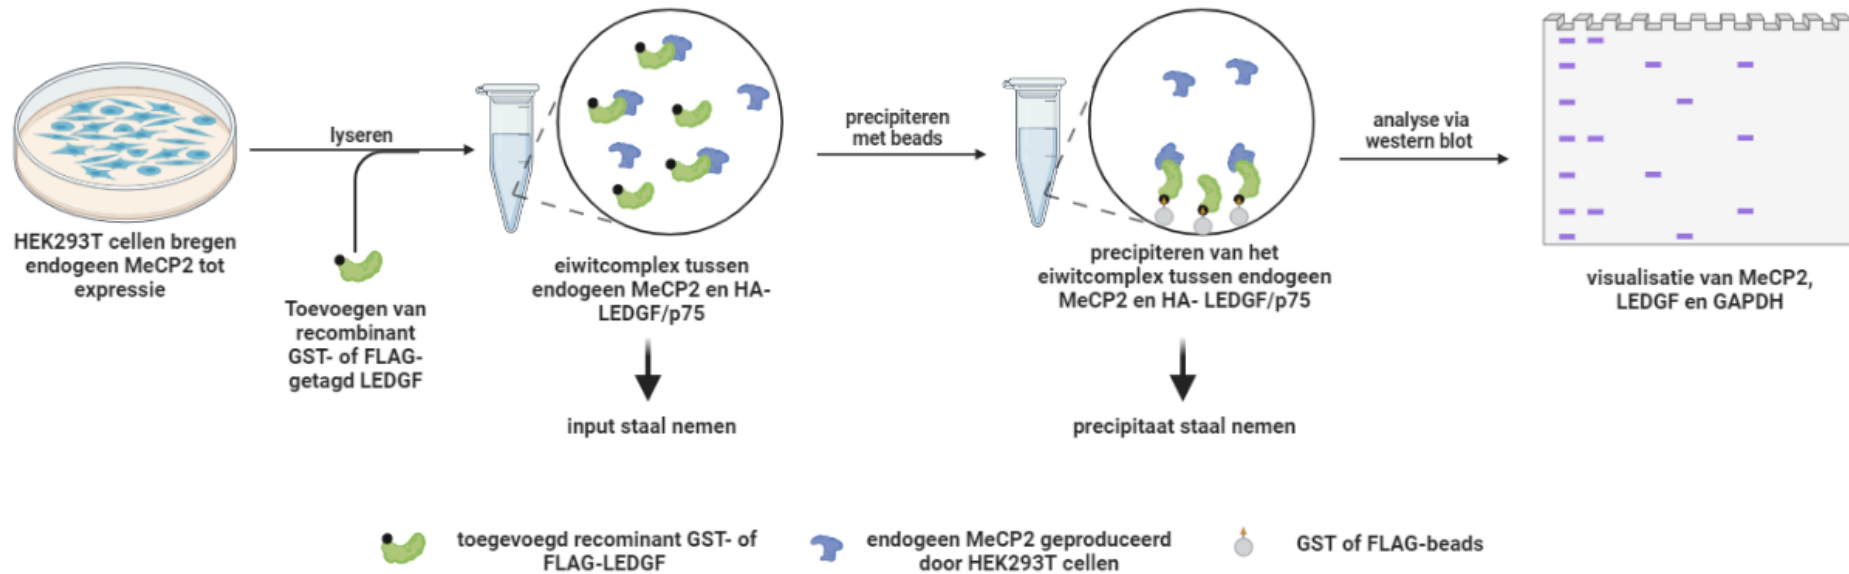 HEK293T cellen bregen
endogeen MeCP2 tot
expressie
lyseren
Toevoegen van
recombinant
GST- of FLAG-
getagd LEDGF
eiwitcomplex tussen
endogeen MeCP2 en HA-
LEDGF/p75
input staal nemen
precipiteren
met beads
precipiteren van het
eiwitcomplex tussen endogeen
MeCP2 en HA- LEDGF/p75
precipitaat staal nemen
analyse via
western blot
visualisatie van MeCP2,
LEDGF en GAPDH
toegevoegd recominant GST- of
FLAG-LEDGF
endogeen MeCP2 geproduceerd
door HEK293T cellen
GST of FLAG-beads